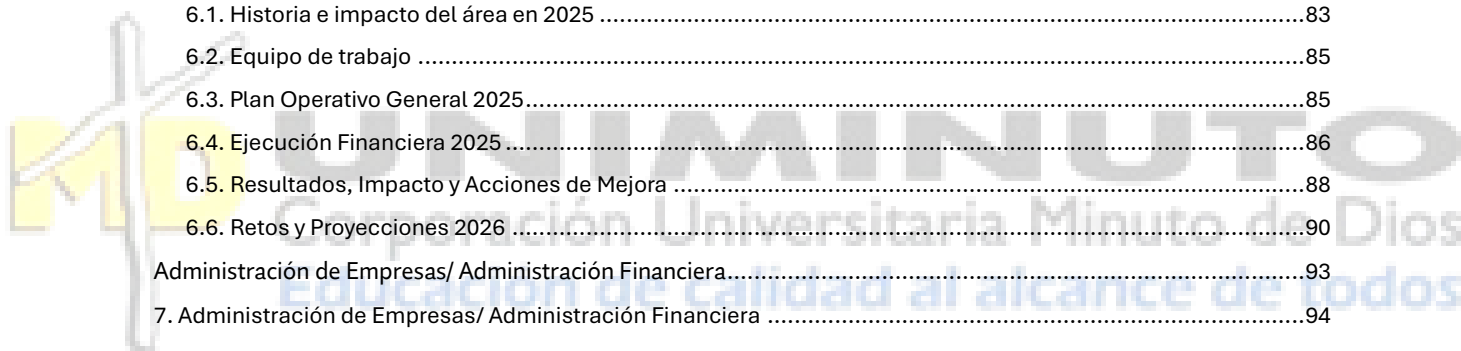 6.1. Historia e impacto del área en 2025 ........ 83
6.2. Equipo de trabajo ........ 85
6.3. Plan Operativo General 2025 ........ 85
6.4. Ejecución Financiera 2025 ........ 86
6.5. Resultados, Impacto y Acciones de Mejora ........ 88
6.6. Retos y Proyecciones 2026 ........ 90
Administración de Empresas/ Administración Financiera ........ 93
7. Administración de Empresas/ Administración Financiera ........ 94
MD UNIMINUTO
Corporación Universitaria Minuto de Dios
Educación de calidad al alcance de todos